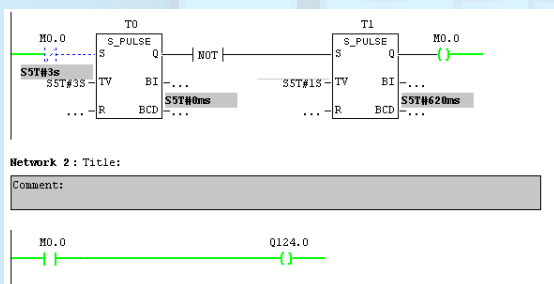 T0 T1
M0.0 S_PULSE S_PULSE M0.0
S Q NOT S Q
S5T#3s
S5T#3S TV BI ... S5T#1S TV BI ...
S5T#0ms S5T#620ms
... R BCD ... ... R BCD ...
Network 2 : Title:
Comment:
M0.0 Q124.0